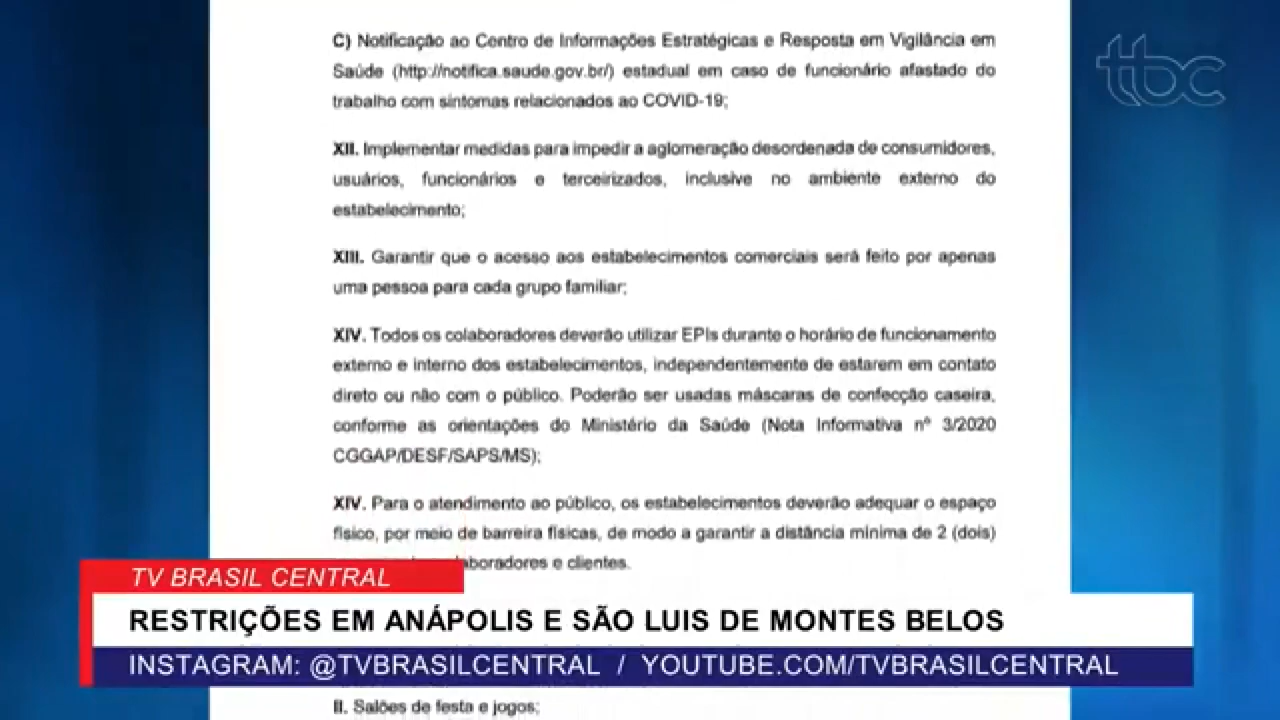 C) Notificação ao Centro de Informações Estratégicas e Resposta em Vigilância em
Saúde (http://notifica.saude.gov.br/) estadual em caso de funcionário afastado do
trabalho com sintomas relacionados ao COVID-19;
XII. Implementar medidas para impedir a aglomeração desordenada de consumidores,
usuários, funcionários e terceirizados, inclusive no ambiente externo do
estabelecimento;
XIII. Garantir que o acesso aos estabelecimentos comerciais será feito por apenas
uma pessoa para cada grupo familiar;
XIV. Todos os colaboradores deverão utilizar EPIs durante o horário de funcionamento
externo e interno dos estabelecimentos, independentemente de estarem em contato
direto ou não com o público. Poderão ser usadas máscaras de confecção caseira,
conforme as orientações do Ministério da Saúde (Nota Informativa nº 3/2020
CGGAP/DESF/SAPS/MS);
XIV. Para o atendimento ao público, os estabelecimentos deverão adequar o espaço
físico, por meio de barreira físicas, de modo a garantir a distância mínima de 2 (dois)
aboradores e clientes.
TV BRASIL CENTRAL
RESTRIÇÕES EM ANÁPOLIS E SÃO LUIS DE MONTES BELOS
INSTAGRAM: @TVBRASILCENTRAL / YOUTUBE.COM/TVBRASILCENTRAL
II. Salões de festa e jogos;
tbc